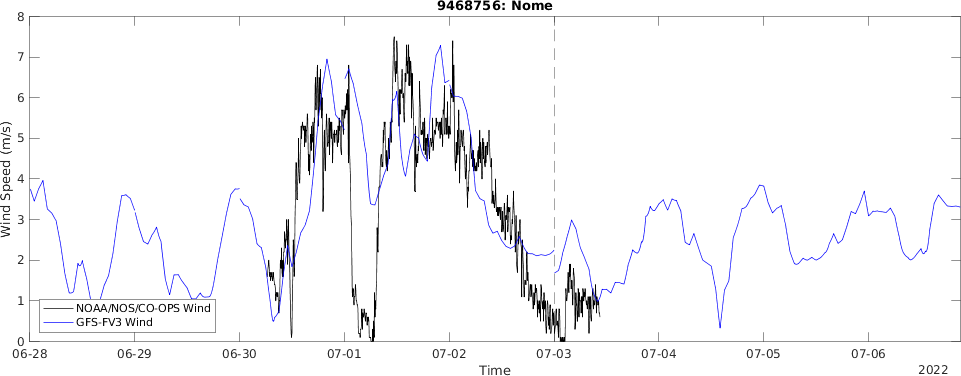 9468756: Nome
8
7
6
5
4
3
2
1
0
Wind Speed (m/s)
NOAA/NOS/CO-OPS Wind
GFS-FV3 Wind
06-28 06-29 06-30 07-01 07-02 07-03 07-04 07-05 07-06
Time
2022